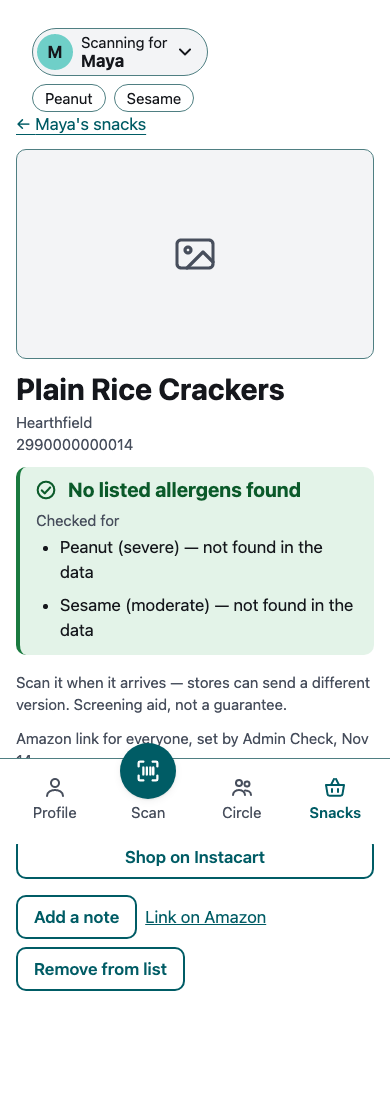 M
Scanning for
Maya
Peanut
Sesame
← Maya's snacks
Plain Rice Crackers
Hearthfield
2990000000014
No listed allergens found
Checked for
• Peanut (severe) — not found in the
data
• Sesame (moderate) — not found in the
data
Scan it when it arrives — stores can send a different
version. Screening aid, not a guarantee.
Amazon link for everyone, set by Admin Check, Nov
Profile
Scan
Circle
Snacks
Shop on Instacart
Add a note
Link on Amazon
Remove from list